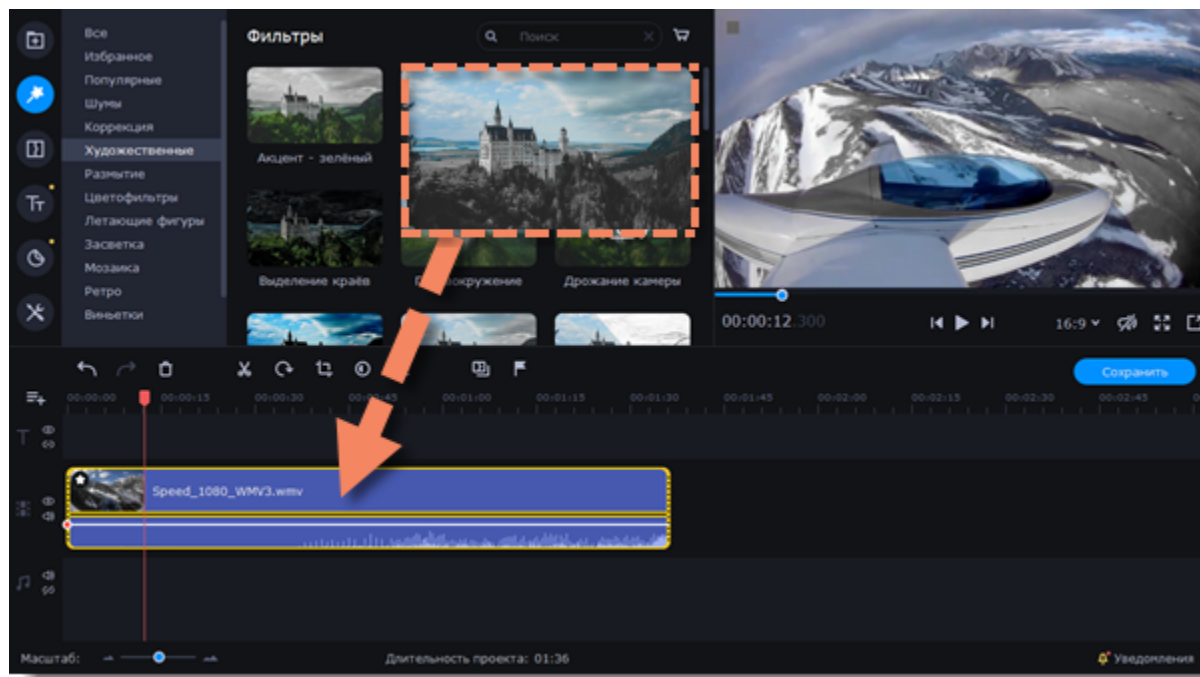 Все
Избранное
Популярные
Шумы
Коррекция
Художественные
Размытие
Цветофильтры
Летающие фигуры
Засветка
Мозаика
Ретро
Виньетки
Фильтры
Поиск
Акцент - зелёный
Выделение краёв
Дрожание камеры
00:00:12.300
16:9
Сохранить
00:00:00 00:00:15 00:00:30 00:00:45 00:01:00 00:01:15 00:01:30 00:01:45 00:02:00 00:02:15 00:02:30 00:02:45
Speed_1080_WMV3.wmv
Масштаб:
Длительность проекта: 01:36
Уведомления